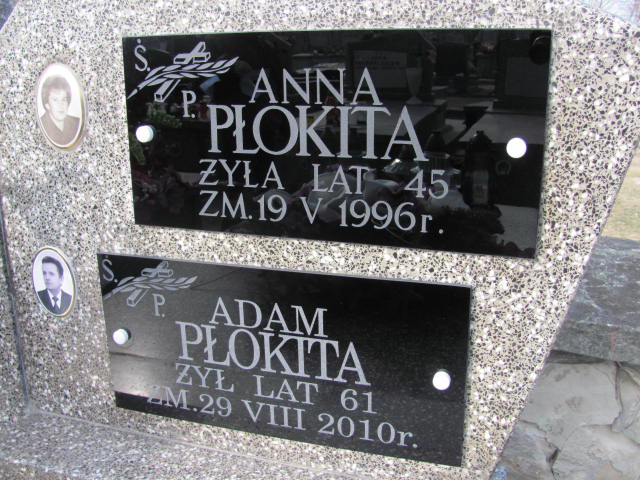 Ś. P.
ANNA
PŁOKITA
ŻYŁA LAT 45
ZM. 19 V 1996r.
Ś. P.
ADAM
PŁOKITA
ŻYŁ LAT 61
ZM. 29 VIII 2010r.